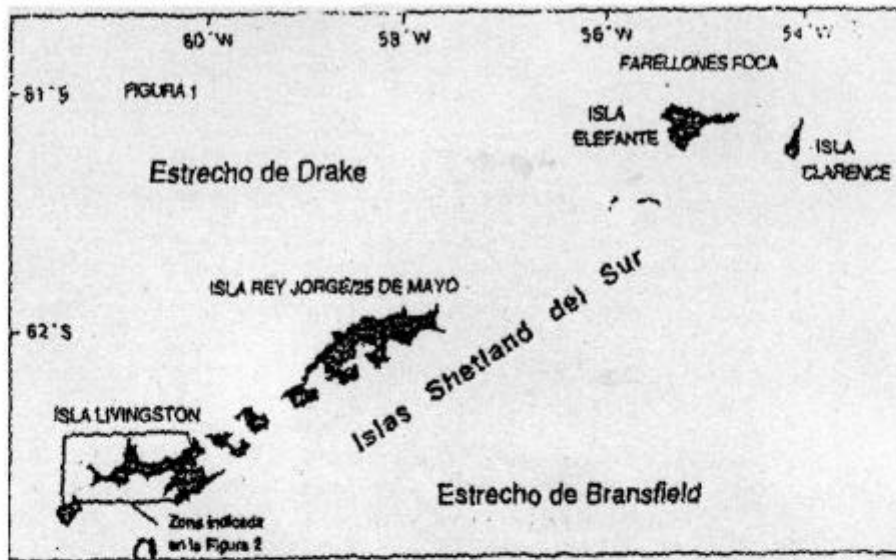 60°W 58°W 56°W 54°W
FARELLONES FOCA
61°S FIGURA 1
ISLA
ELEFANTE
ISLA
CLARENCE
Estrecho de Drake
ISLA REY JORGE/25 DE MAYO
Islas Shetland del Sur
62°S
ISLA LIVINGSTON
Estrecho de Bransfield
Zona indicada
en la Figura 2